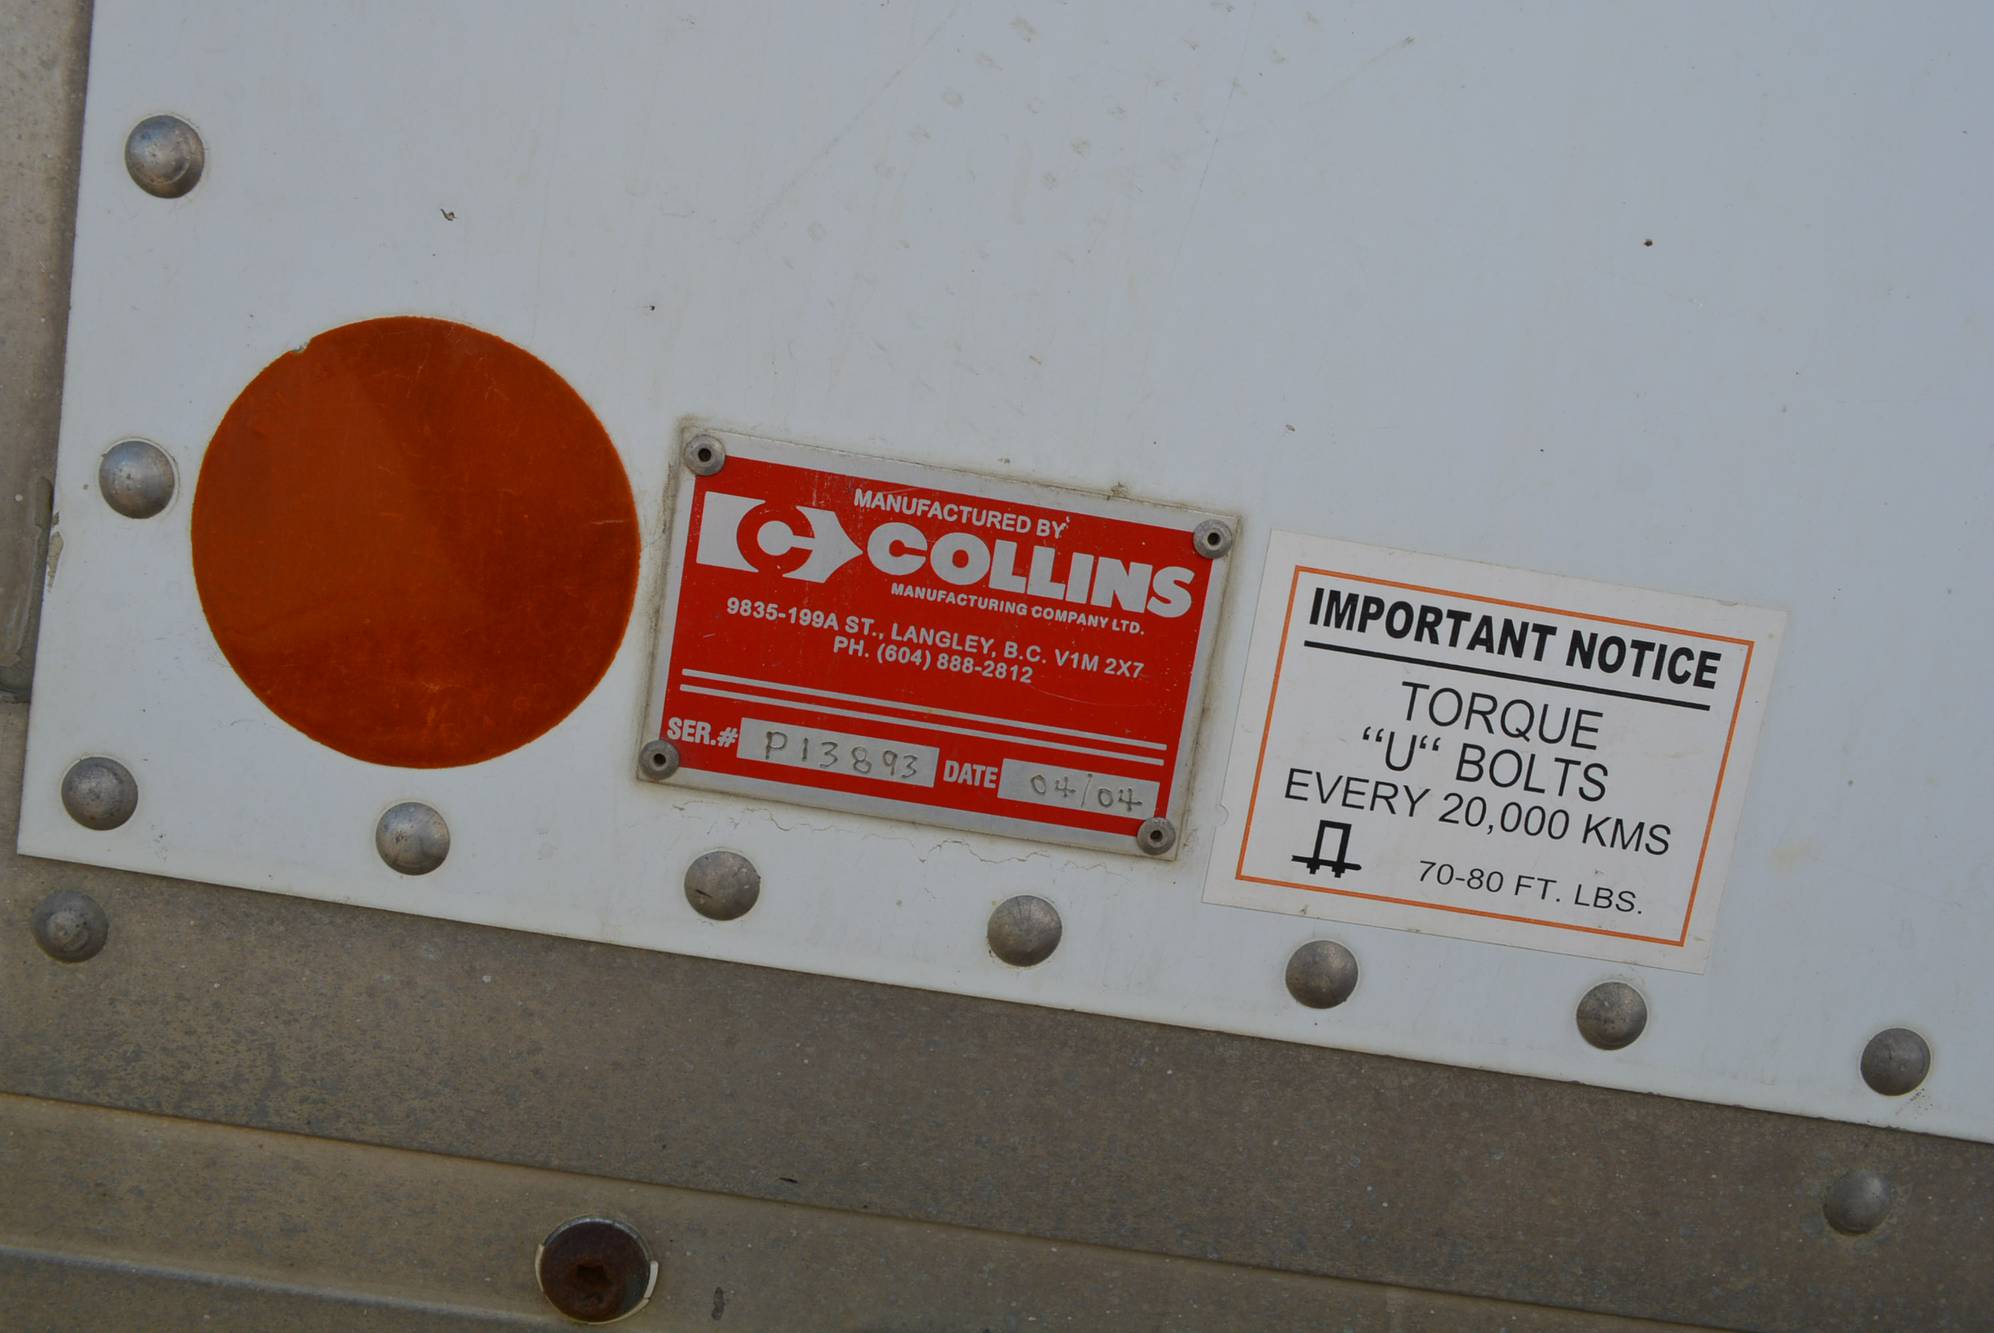 MANUFACTURED BY
C COLLINS
MANUFACTURING COMPANY LTD.
9835-199A ST., LANGLEY, B.C. V1M 2X7
PH. (604) 888-2812
SER.# P13893 DATE 04/04
IMPORTANT NOTICE
TORQUE
“U“ BOLTS
EVERY 20,000 KMS
70-80 FT. LBS.